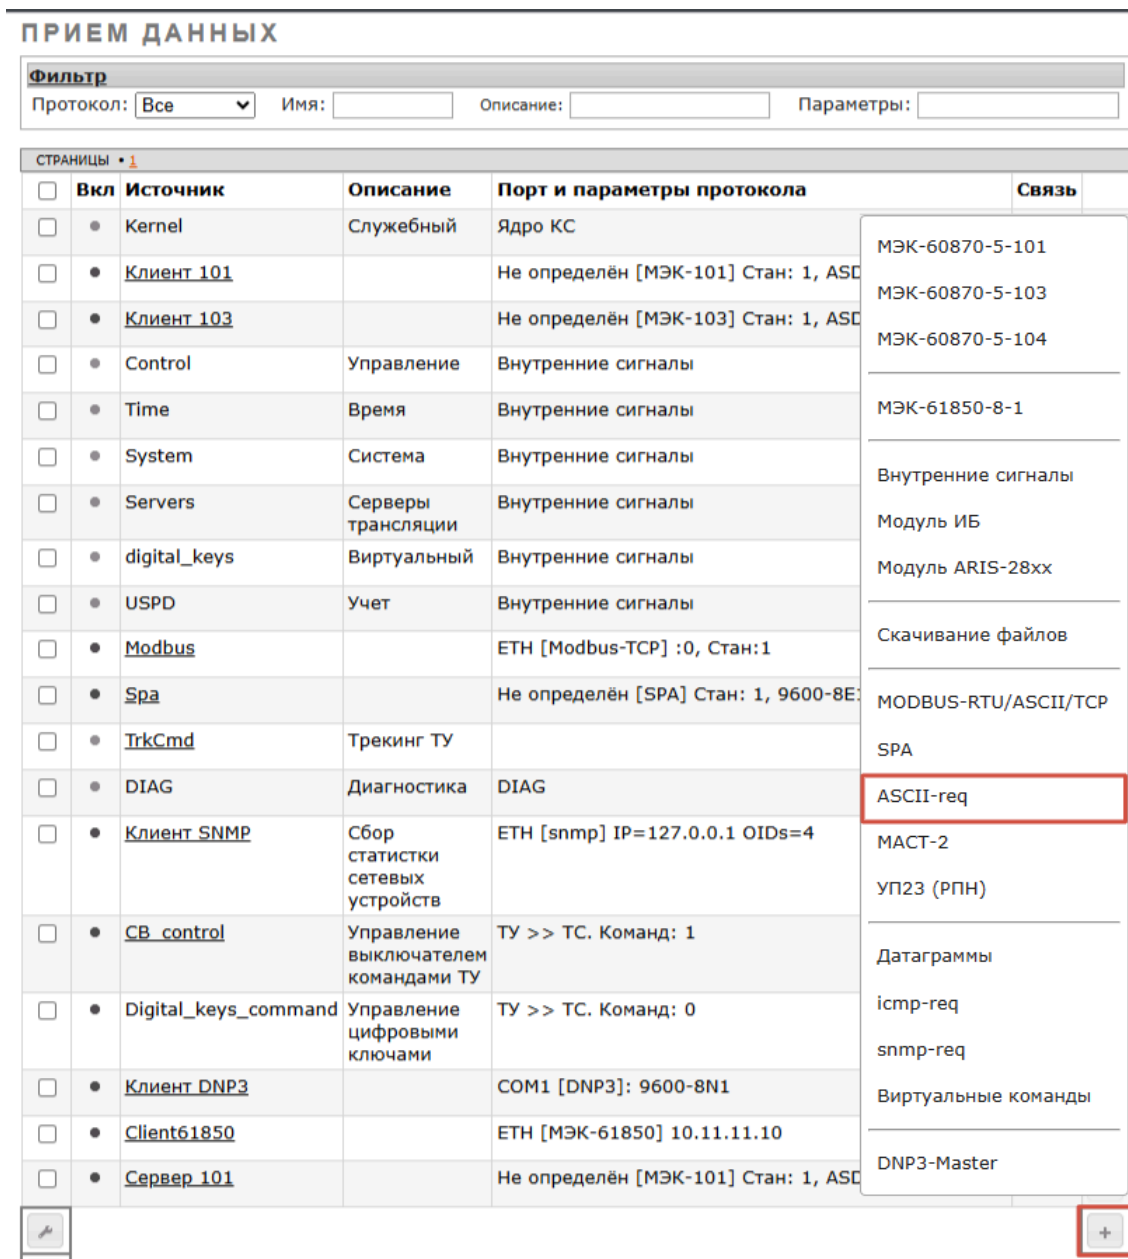 ПРИЕМ ДАННЫХ
Фильтр
Протокол: Все Имя: Описание: Параметры:
СТРАНИЦЫ • 1
Вкл Источник Описание Порт и параметры протокола Связь
Kernel Служебный Ядро КС
Клиент 101 Не определён [МЭК-101] Стан: 1, ASD
Клиент 103 Не определён [МЭК-103] Стан: 1, ASD
Control Управление Внутренние сигналы
Time Время Внутренние сигналы
System Система Внутренние сигналы
Servers Серверы Внутренние сигналы
трансляции
digital_keys Виртуальный Внутренние сигналы
USPD Учет Внутренние сигналы
Modbus ETH [Modbus-TCP] :0, Стан:1
Spa Не определён [SPA] Стан: 1, 9600-8E1
TrkCmd Трекинг ТУ
DIAG Диагностика DIAG
Клиент SNMP Сбор ETH [snmp] IP=127.0.0.1 OIDs=4
статистки
сетевых
устройств
CB_control Управление ТУ >> ТС. Команд: 1
выключателем
командами ТУ
Digital_keys_command Управление ТУ >> ТС. Команд: 0
цифровыми
ключами
Клиент DNP3 COM1 [DNP3]: 9600-8N1
Client61850 ETH [МЭК-61850] 10.11.11.10
Сервер 101 Не определён [МЭК-101] Стан: 1, ASD
МЭК-60870-5-101
МЭК-60870-5-103
МЭК-60870-5-104
МЭК-61850-8-1
Внутренние сигналы
Модуль ИБ
Модуль ARIS-28xx
Скачивание файлов
MODBUS-RTU/ASCII/TCP
SPA
ASCII-req
МАСТ-2
УП23 (РПН)
Датаграммы
icmp-req
snmp-req
Виртуальные команды
DNP3-Master
+